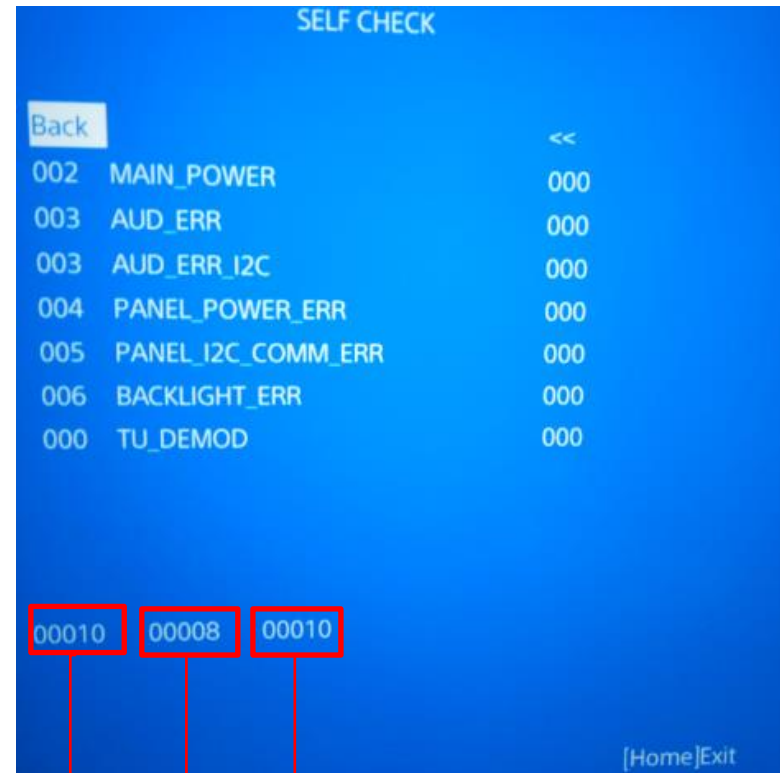 SELF CHECK
Back <<
002 MAIN_POWER 000
003 AUD_ERR 000
003 AUD_ERR_I2C 000
004 PANEL_POWER_ERR 000
005 PANEL_I2C_COMM_ERR 000
006 BACKLIGHT_ERR 000
000 TU_DEMOD 000
00010 00008 00010
[Home]Exit